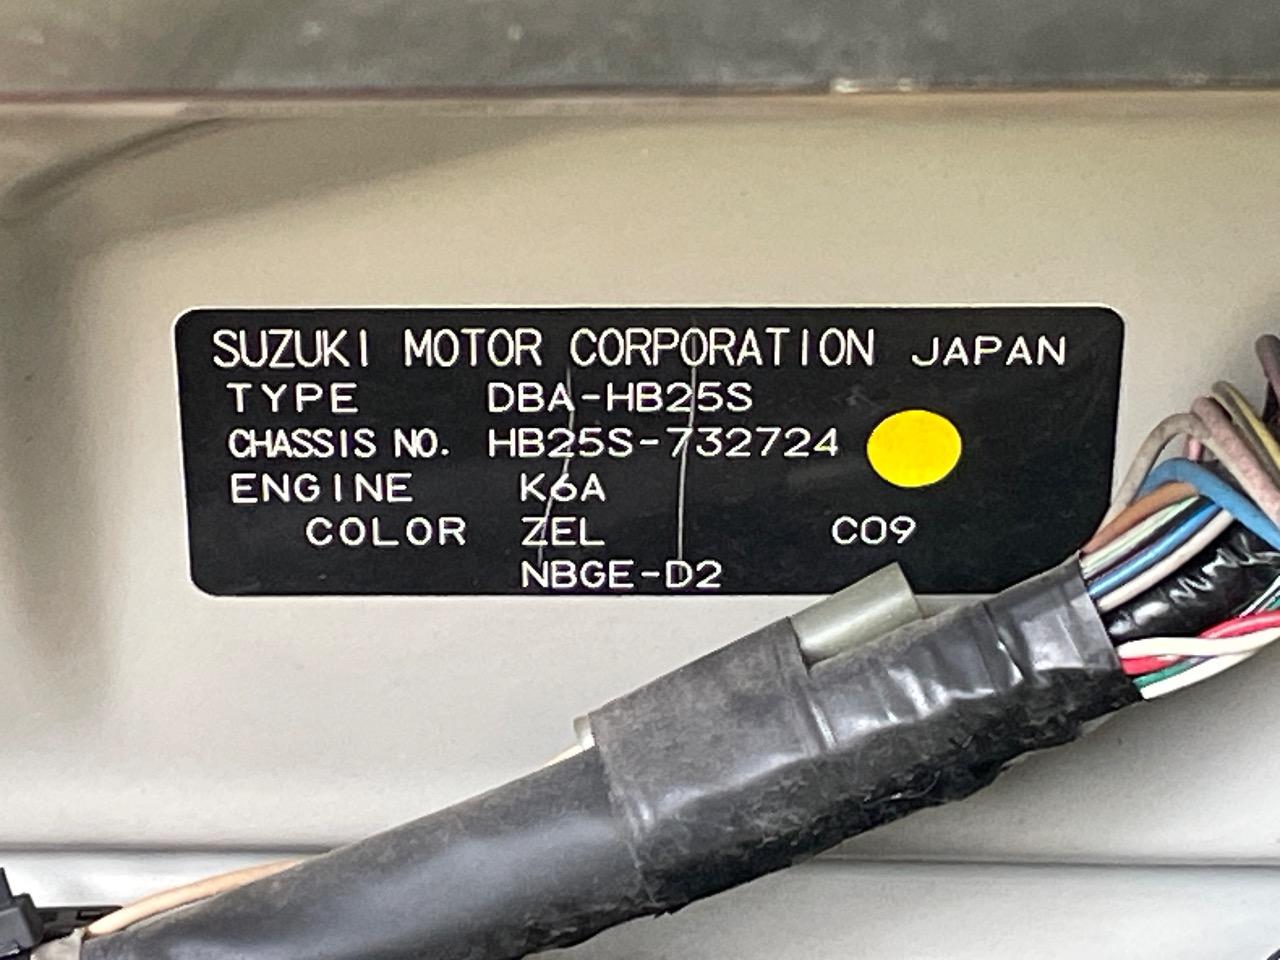 SUZUKI MOTOR CORPORATION JAPAN
TYPE DBA-HB25S
CHASSIS NO. HB25S-732724
ENGINE K6A
COLOR ZEL C09
NBGE-D2